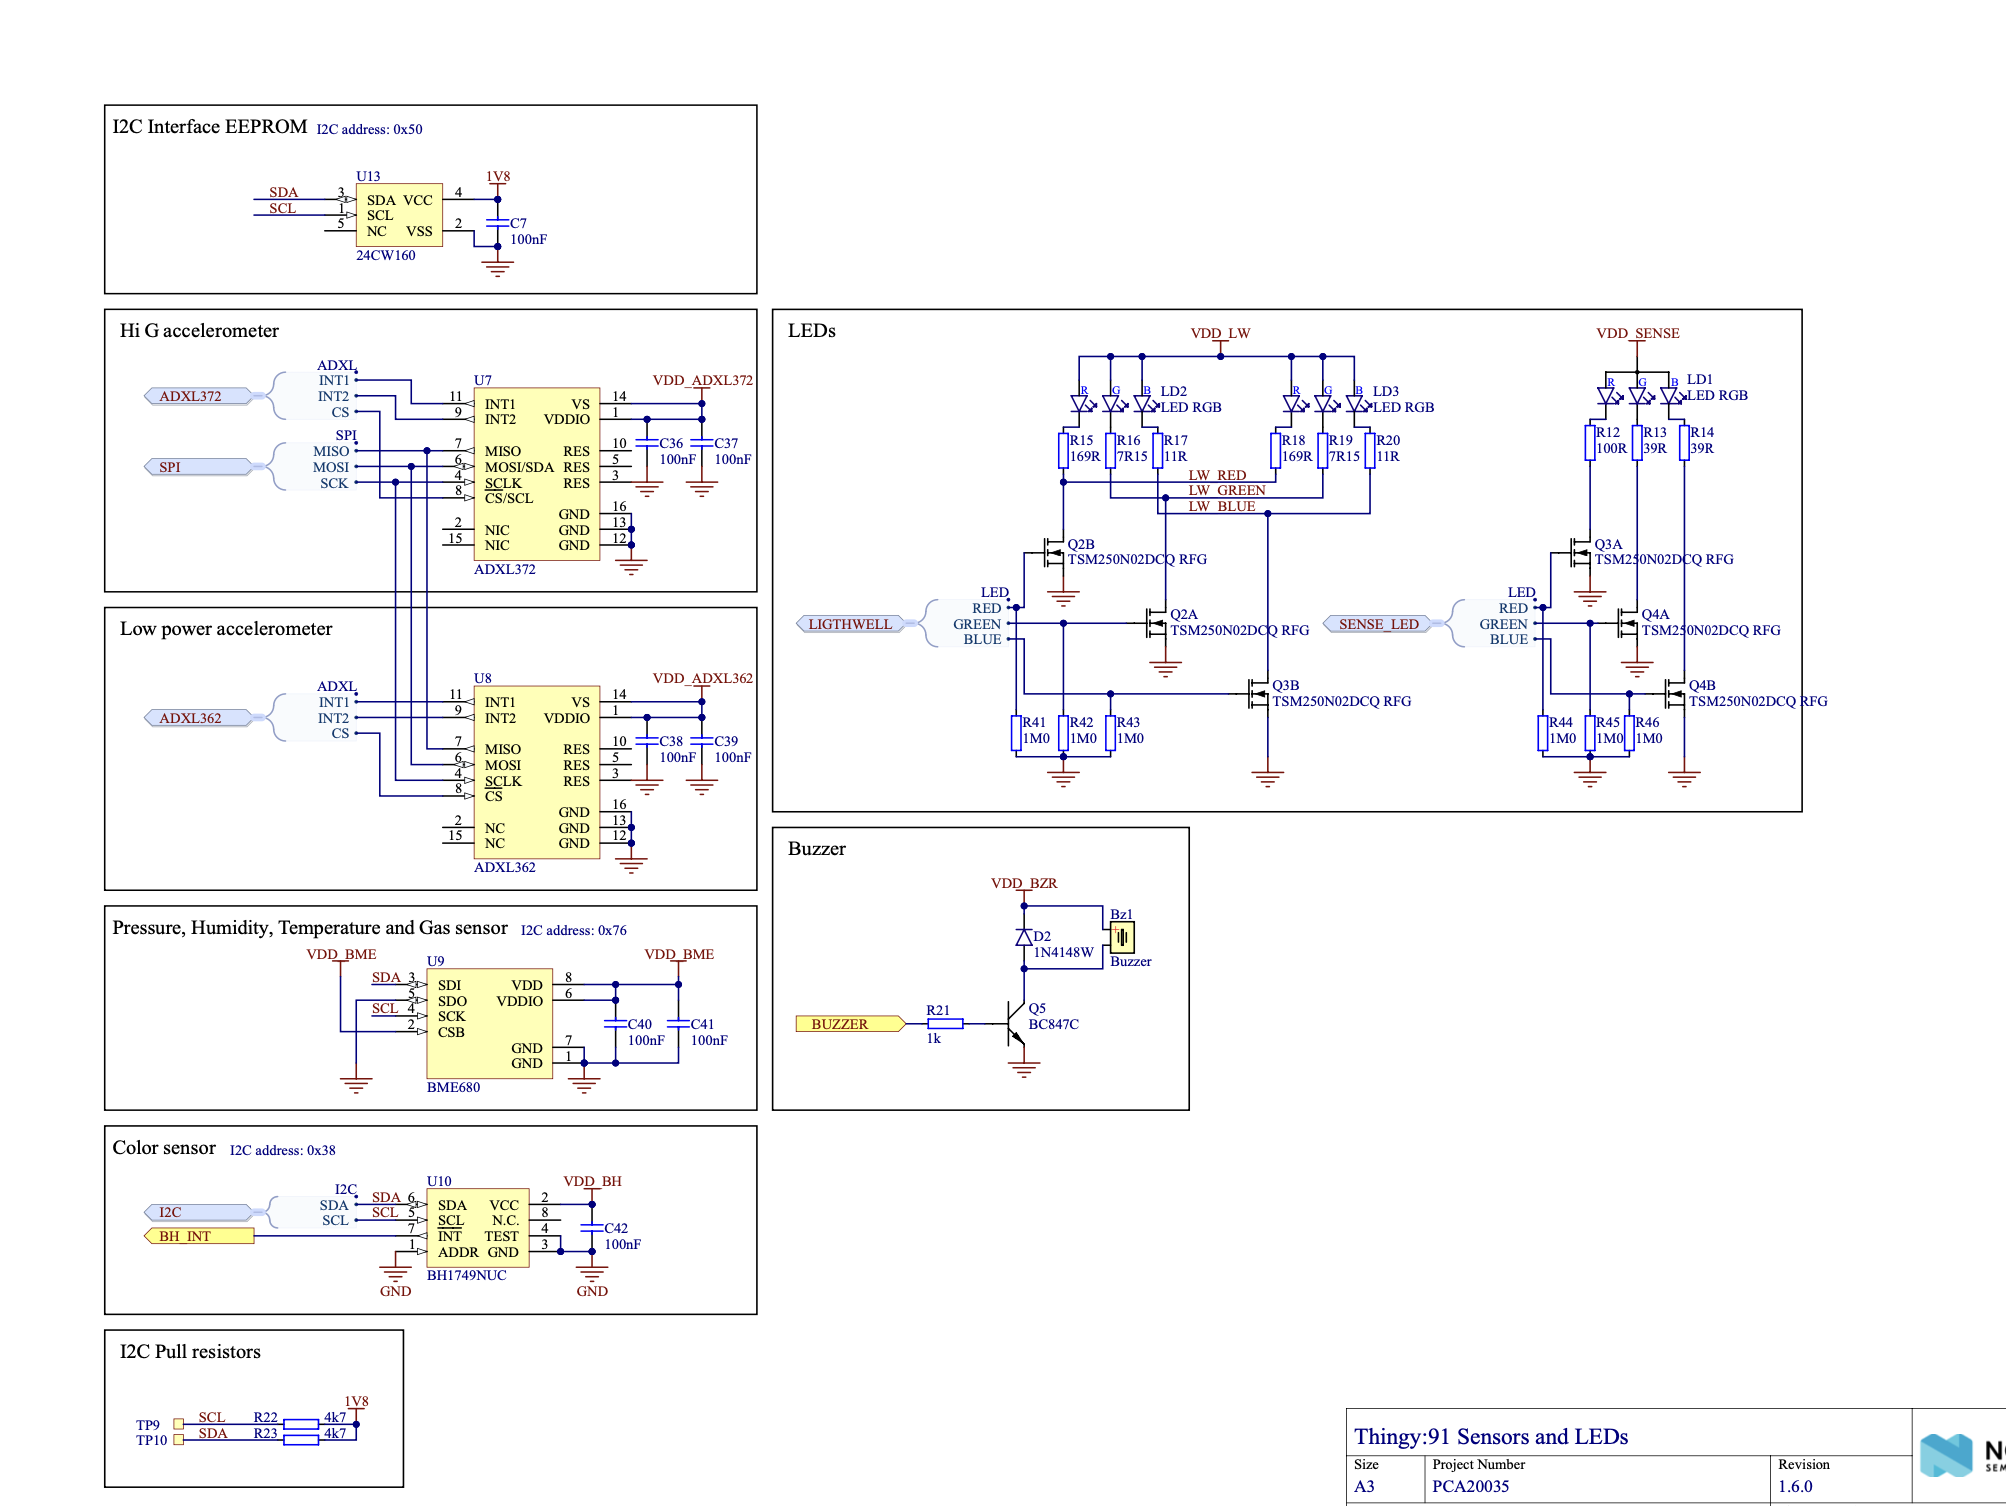 I2C Interface EEPROM I2C address: 0x50
U13
1V8
SDA 3 SDA VCC 4
SCL 1 SCL
5 NC VSS 2
C7
100nF
24CW160
Hi G accelerometer
ADXL372
ADXL
INT1
INT2
CS
SPI
SPI
MISO
MOSI
SCK
U7
VDD_ADXL372
11 INT1 VS 14
9 INT2 VDDIO 1
7 MISO RES 10
6 MOSI/SDA RES 5
4 SCLK RES 3
8 CS/SCL
GND 16
2 NIC GND 13
15 NIC GND 12
C36
100nF
C37
100nF
ADXL372
Low power accelerometer
ADXL362
ADXL
INT1
INT2
CS
U8
VDD_ADXL362
11 INT1 VS 14
9 INT2 VDDIO 1
7 MISO RES 10
6 MOSI RES 5
4 SCLK RES 3
8 CS
GND 16
2 NC GND 13
15 NC GND 12
C38
100nF
C39
100nF
ADXL362
Pressure, Humidity, Temperature and Gas sensor I2C address: 0x76
VDD_BME
U9
VDD_BME
SDA 3 SDI VDD 8
5 SDO VDDIO 6
SCL 4 SCK
2 CSB
GND 7
GND 1
C40
100nF
C41
100nF
BME680
Color sensor I2C address: 0x38
I2C
BH_INT
I2C
SDA
SCL
U10
VDD_BH
SDA 6 SDA VCC 2
SCL 5 SCL N.C. 8
7 INT TEST 4
1 ADDR GND 3
C42
100nF
BH1749NUC
GND
GND
I2C Pull resistors
1V8
TP9 SCL R22 4k7
TP10 SDA R23 4k7
LEDs
VDD_LW
R G B LD2
LED RGB
R G B LD3
LED RGB
R15
169R
R16
7R15
R17
11R
R18
169R
R19
7R15
R20
11R
LW_RED
LW_GREEN
LW_BLUE
Q2B
TSM250N02DCQ RFG
LIGTHWELL
LED
RED
GREEN
BLUE
Q2A
TSM250N02DCQ RFG
Q3B
TSM250N02DCQ RFG
R41
1M0
R42
1M0
R43
1M0
VDD_SENSE
R G B LD1
LED RGB
R12
100R
R13
39R
R14
39R
Q3A
TSM250N02DCQ RFG
SENSE_LED
LED
RED
GREEN
BLUE
Q4A
TSM250N02DCQ RFG
Q4B
TSM250N02DCQ RFG
R44
1M0
R45
1M0
R46
1M0
Buzzer
VDD_BZR
Bz1
D2
1N4148W
+
Buzzer
BUZZER
R21
1k
Q5
BC847C
Thingy:91 Sensors and LEDs
Size
A3
Project Number
PCA20035
Revision
1.6.0